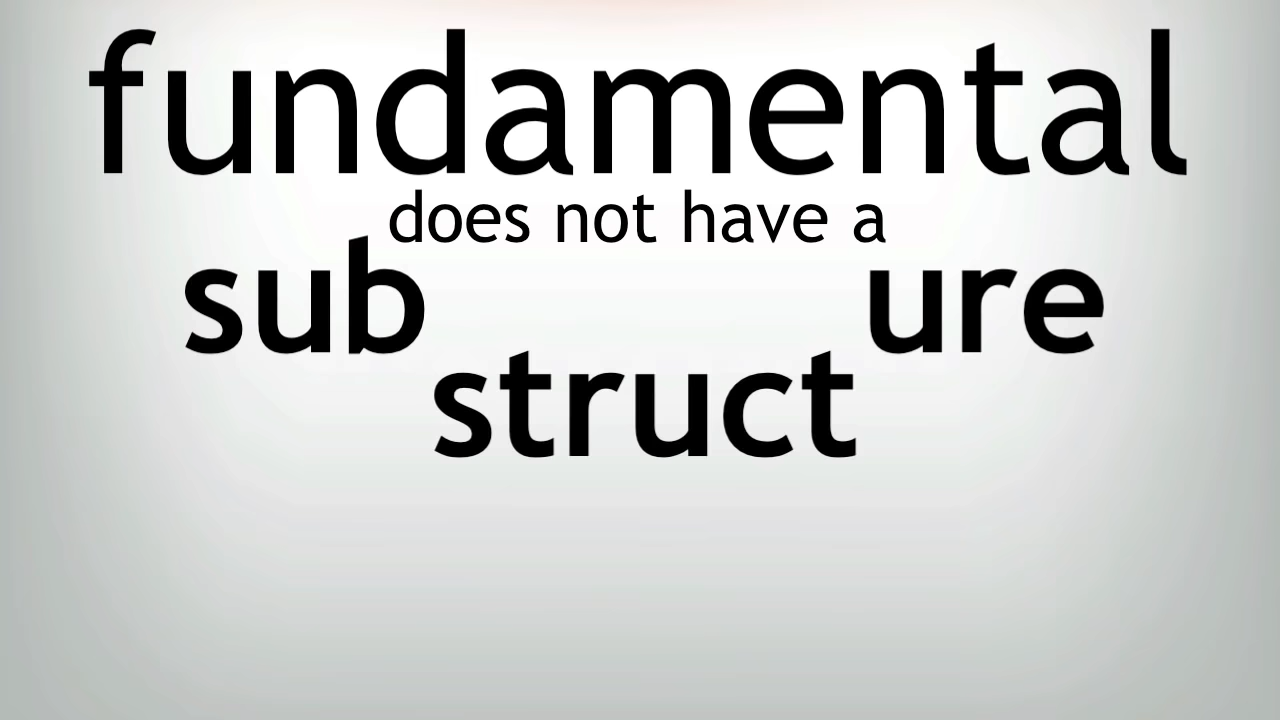 fundamental
does not have a
sub ure
struct